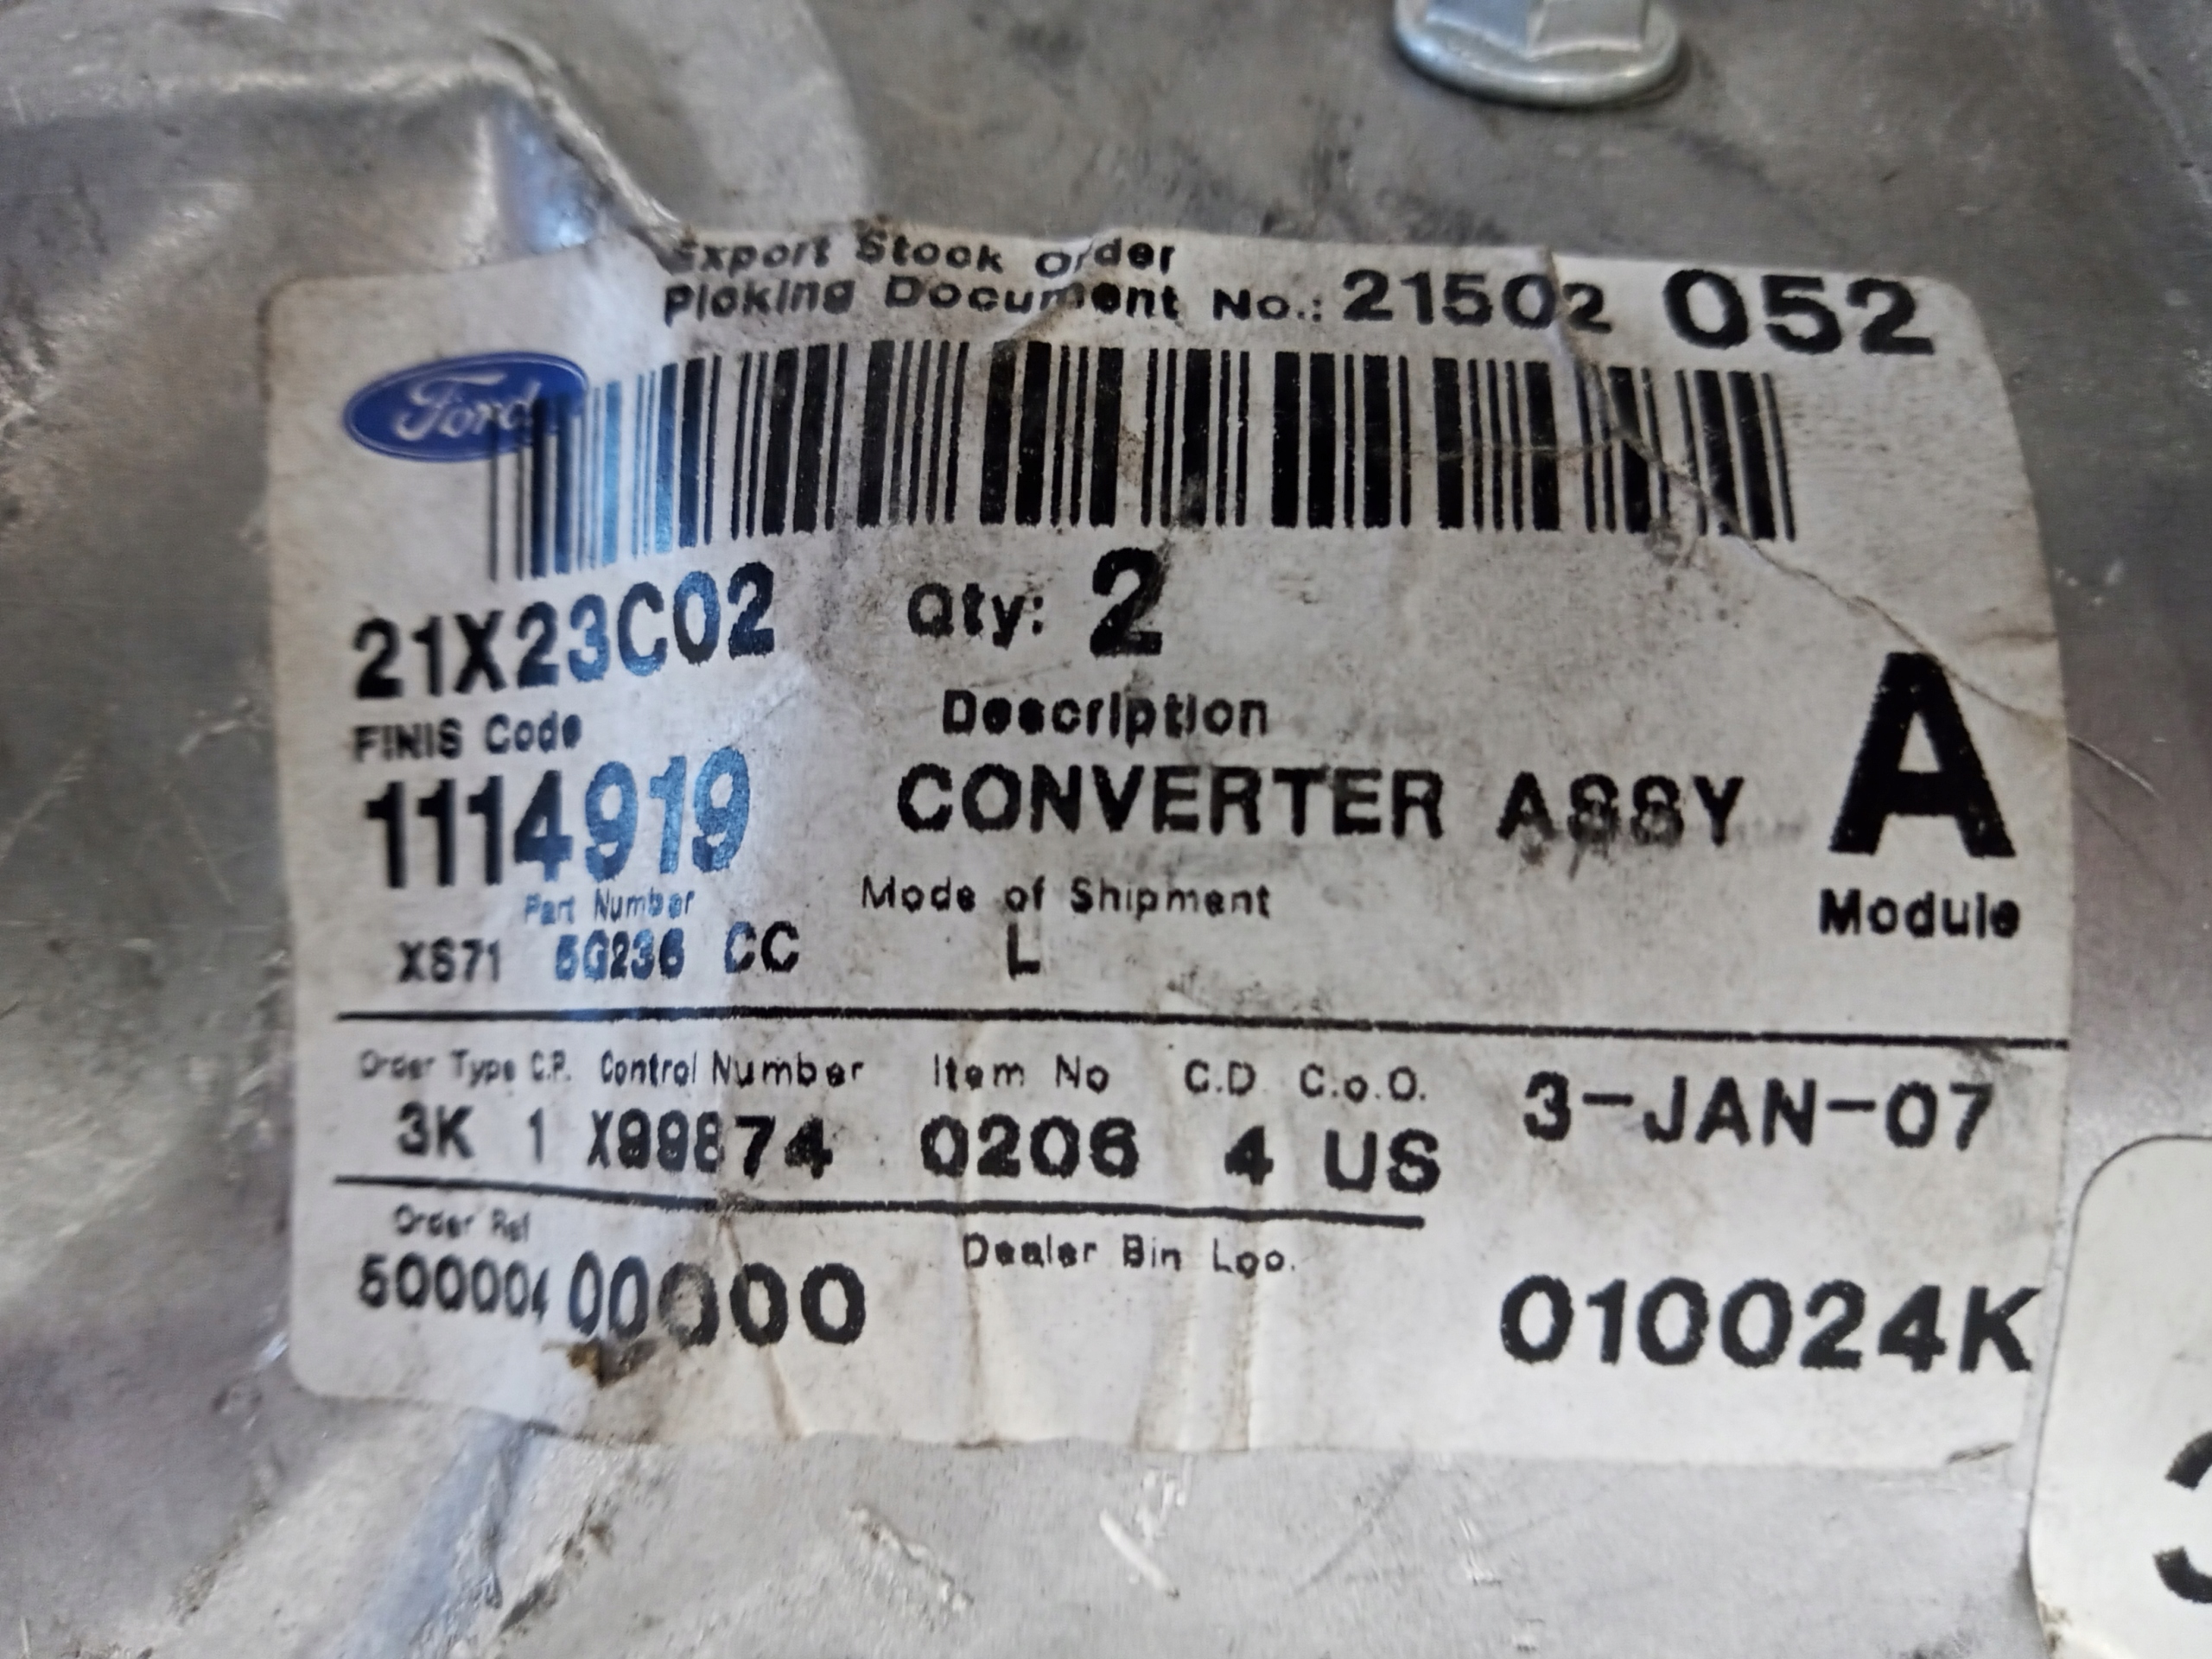 Export Stock Order
Picking Document No.: 21502 052
Ford
21X23C02 Qty: 2
FINIS Code Description
1114919 CONVERTER ASSY A
Part Number Mode of Shipment Module
XS71 5G236 CC L
Order Type C.P. Control Number Item No C.D C.o.O. 3-JAN-07
3K 1 X99874 0206 4 US
Order Ref Dealer Bin Loc.
00000 010024K